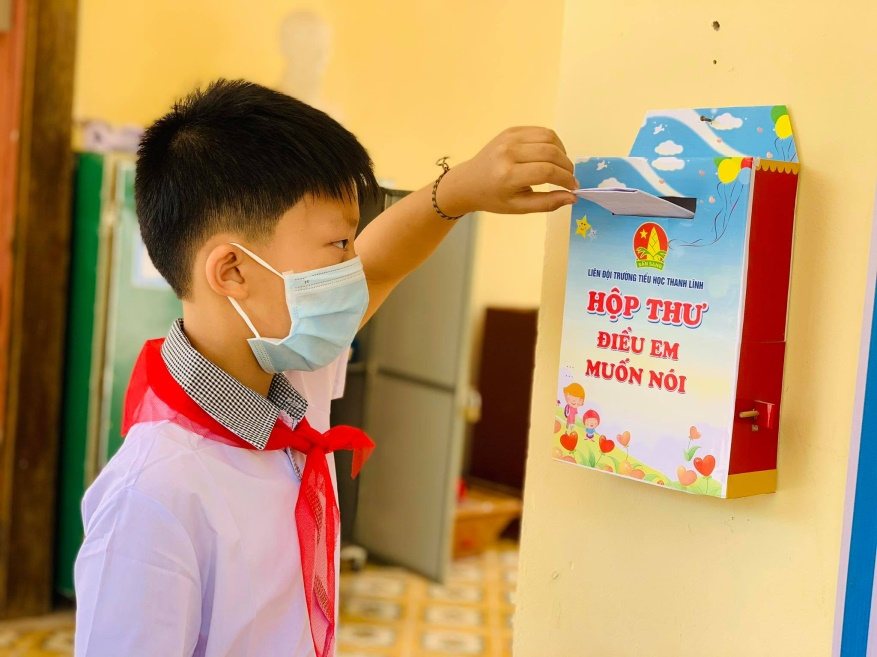 LIÊN ĐỘI TRƯỜNG TIỂU HỌC THANH LĨNH
HỘP THƯ
ĐIỀU EM
MUỐN NÓI